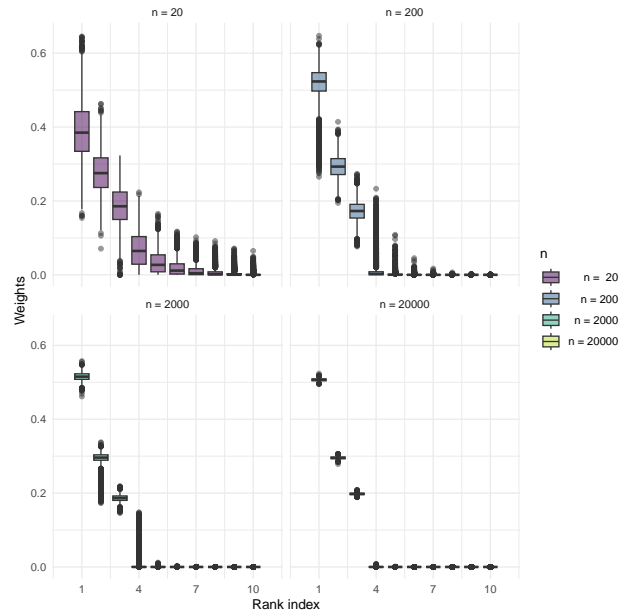 n = 20
n = 200
0.6
0.4
0.2
0.0
n = 2000
n = 20000
0.6
0.4
0.2
0.0
1
4
7
10
1
4
7
10
Rank index
Weights
n
n = 20
n = 200
n = 2000
n = 20000